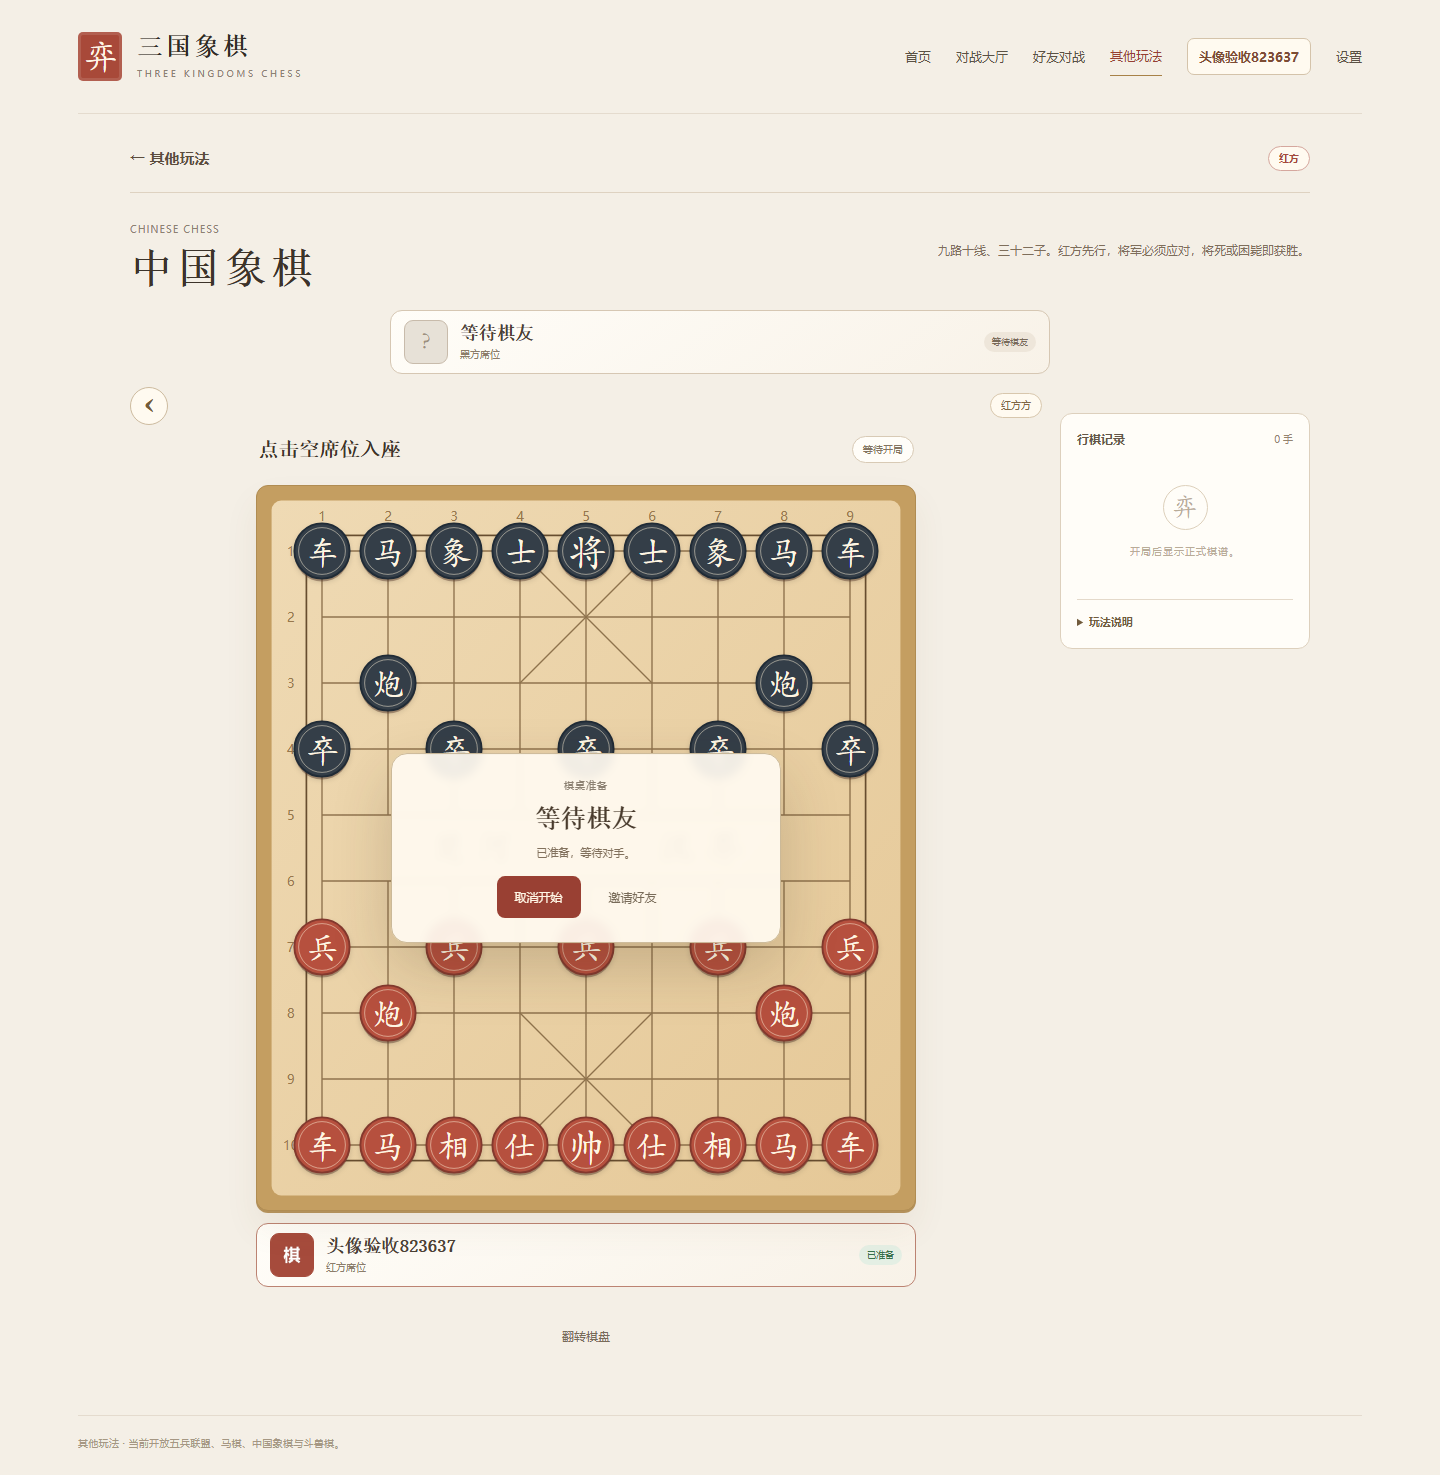 弈
三国象棋
THREE KINGDOMS CHESS
首页 对战大厅 好友对战 其他玩法 头像验收823637 设置
← 其他玩法
红方
CHINESE CHESS
中国象棋
九路十线、三十二子。红方先行，将军必须应对，将死或困毙即获胜。
?
等待棋友
黑方席位
等待棋友
红方方
点击空席位入座
等待开局
行棋记录
0 手
弈
开局后显示正式棋谱。
玩法说明
1 2 3 4 5 6 7 8 9
1 车 马 象 士 将 士 象 马 车
2
3 炮 炮
4 卒 卒 卒 卒 卒
棋桌准备
5
等待棋友
已准备，等待对手。
6
取消开始 邀请好友
7 兵 兵 兵 兵 兵
8 炮 炮
9
10 车 马 相 仕 帅 仕 相 马 车
棋
头像验收823637
红方席位
已准备
翻转棋盘
其他玩法 · 当前开放五兵联盟、马棋、中国象棋与斗兽棋。